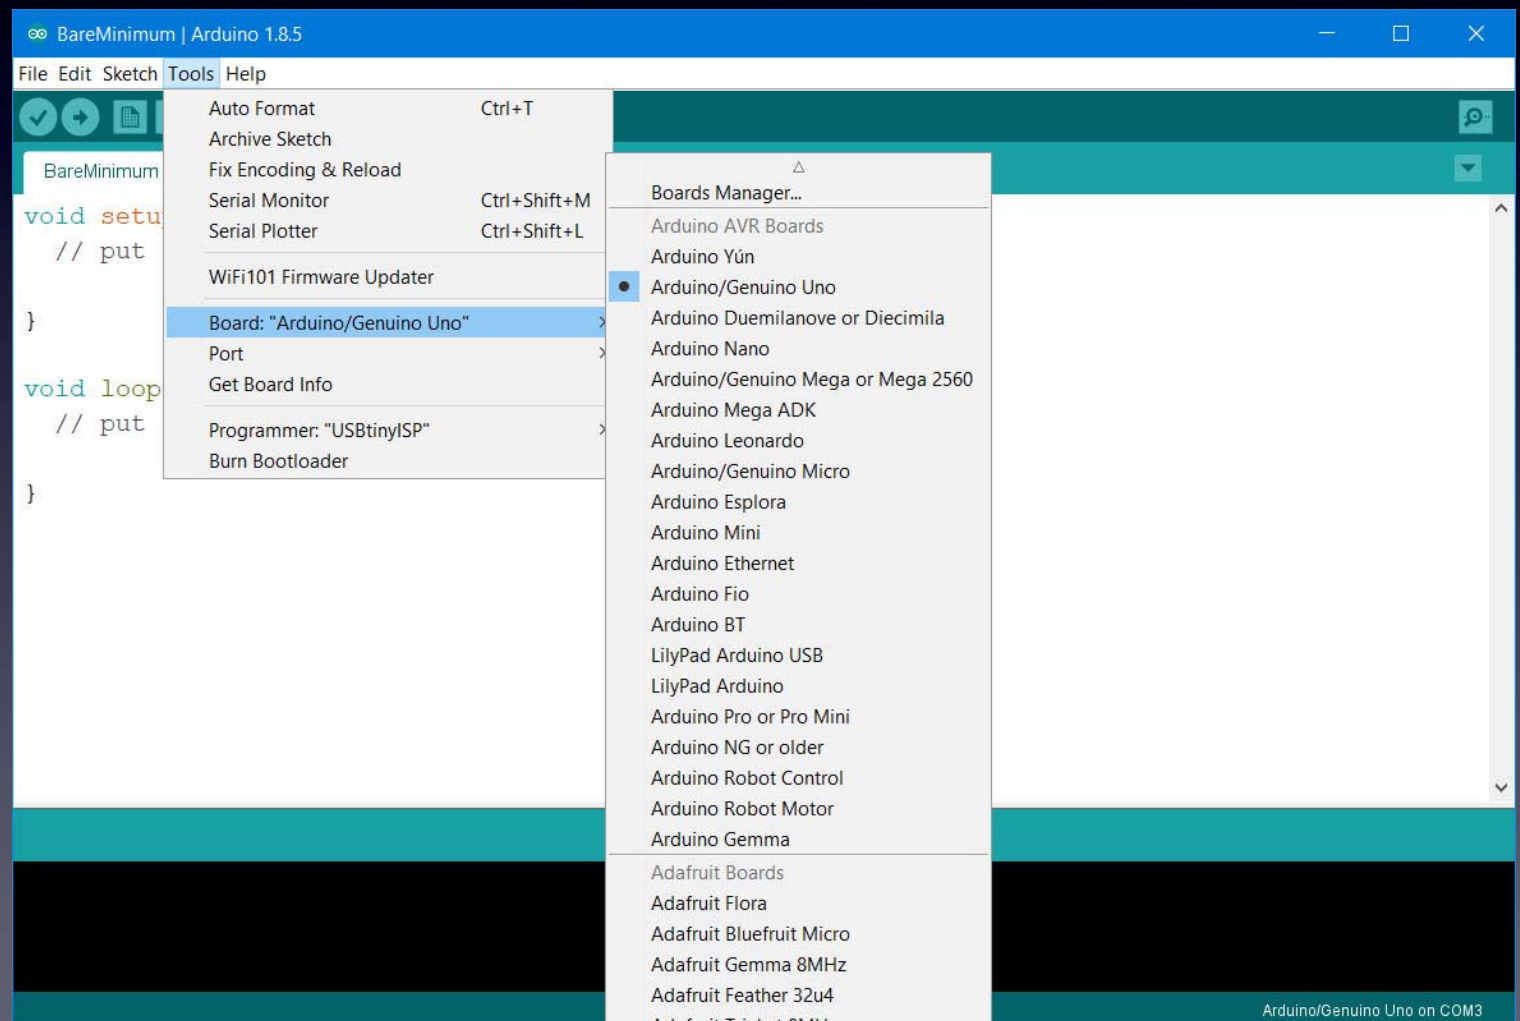 BareMinimum | Arduino 1.8.5
File Edit Sketch Tools Help
BareMinimum
void setu
// put
}
void loop
// put
}
Auto Format Ctrl+T
Archive Sketch
Fix Encoding & Reload
Serial Monitor Ctrl+Shift+M
Serial Plotter Ctrl+Shift+L
WiFi101 Firmware Updater
Board: "Arduino/Genuino Uno"
Port
Get Board Info
Programmer: "USBtinyISP"
Burn Bootloader
Boards Manager...
Arduino AVR Boards
Arduino Yún
Arduino/Genuino Uno
Arduino Duemilanove or Diecimila
Arduino Nano
Arduino/Genuino Mega or Mega 2560
Arduino Mega ADK
Arduino Leonardo
Arduino/Genuino Micro
Arduino Esplora
Arduino Mini
Arduino Ethernet
Arduino Fio
Arduino BT
LilyPad Arduino USB
LilyPad Arduino
Arduino Pro or Pro Mini
Arduino NG or older
Arduino Robot Control
Arduino Robot Motor
Arduino Gemma
Adafruit Boards
Adafruit Flora
Adafruit Bluefruit Micro
Adafruit Gemma 8MHz
Adafruit Feather 32u4
Arduino/Genuino Uno on COM3